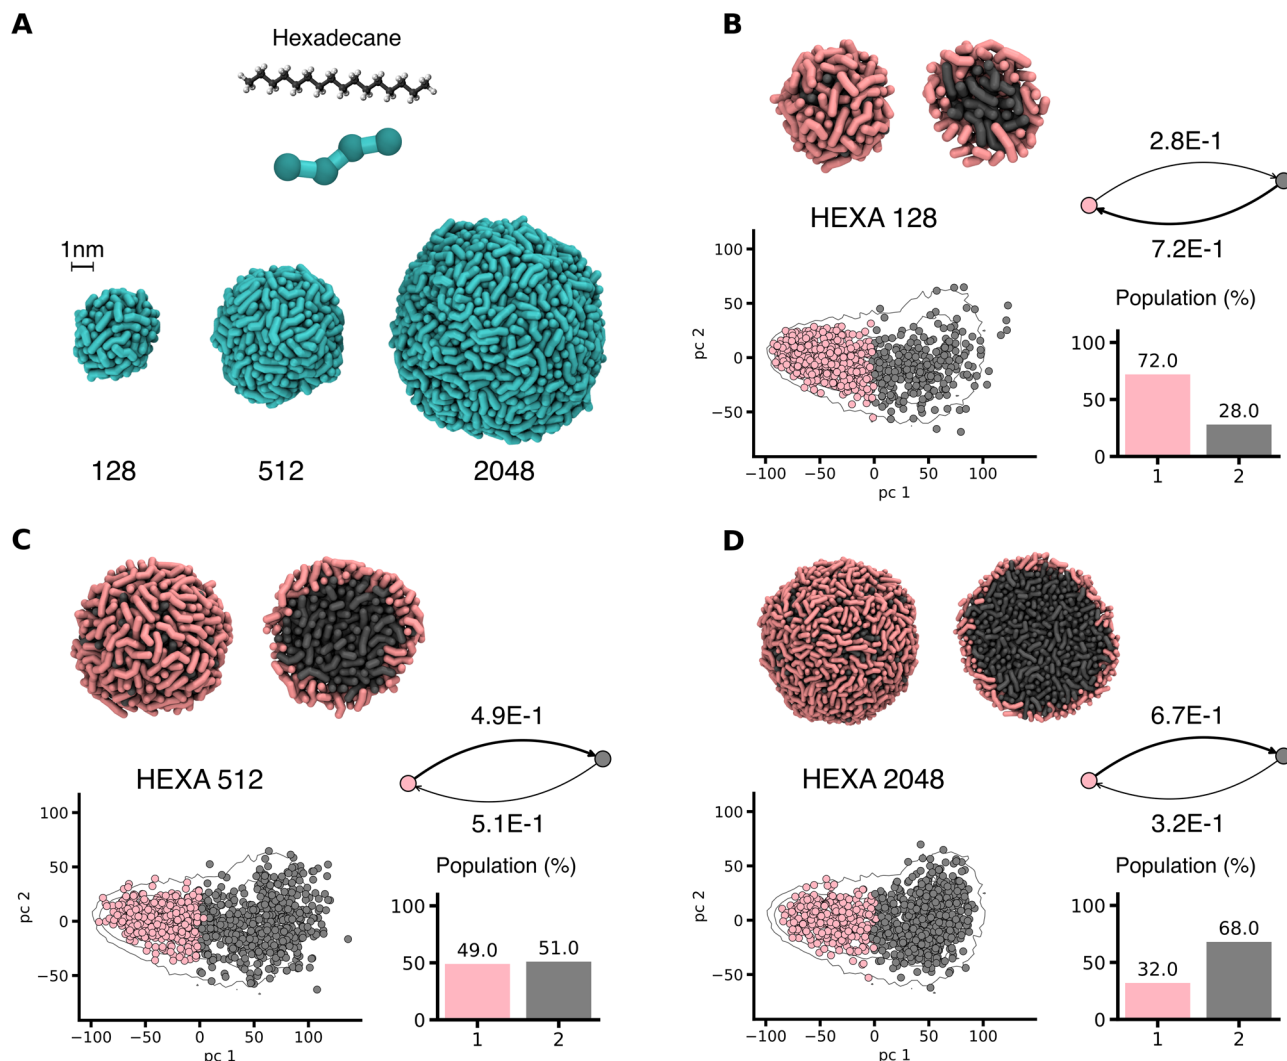 A
Hexadecane
1nm
128 512 2048
B
2.8E-1
7.2E-1
HEXA 128
100
50
0
−50
pc 2
−100 −50 0 50 100
pc 1
Population (%)
100
50
0
72.0
28.0
1 2
C
4.9E-1
5.1E-1
HEXA 512
100
50
0
−50
pc 2
−100 −50 0 50 100
pc 1
Population (%)
100
50
0
49.0 51.0
1 2
D
6.7E-1
3.2E-1
HEXA 2048
100
50
0
−50
pc 2
−100 −50 0 50 100
pc 1
Population (%)
100
50
0
32.0
68.0
1 2